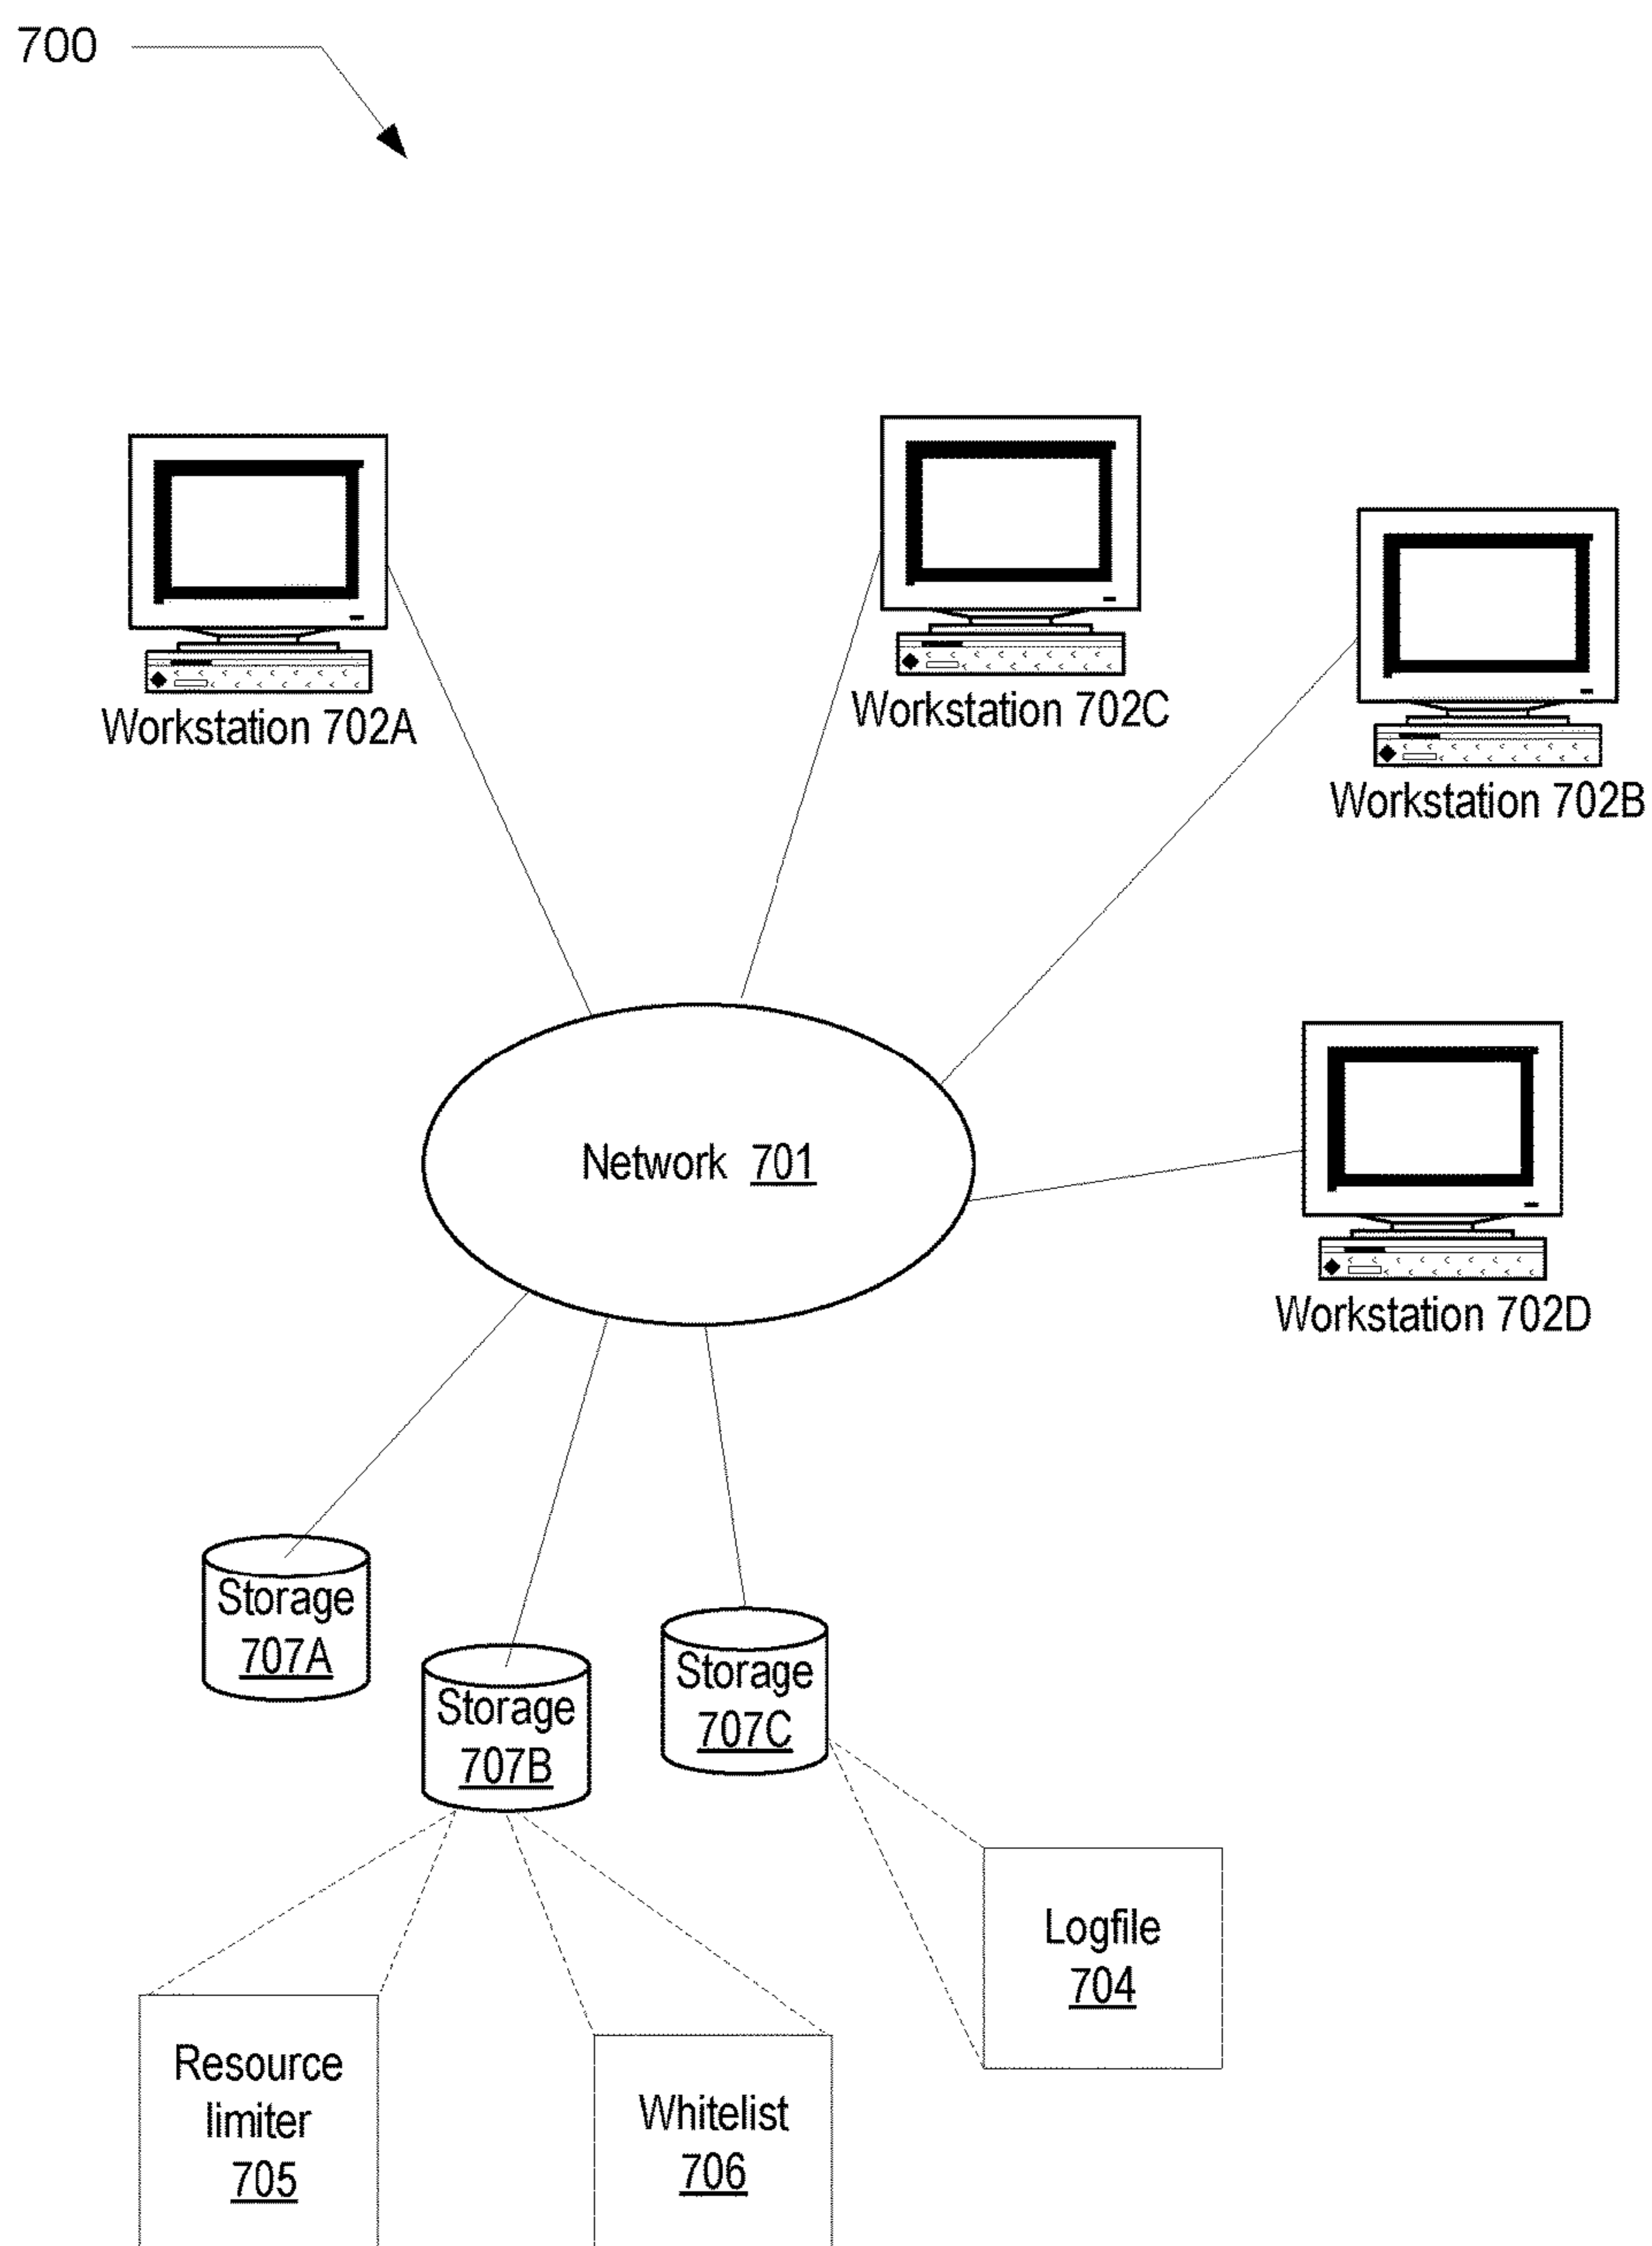 700
Workstation 702A
Workstation 702C
Workstation 702B
Network 701
Workstation 702D
Storage
707A
Storage
707B
Storage
707C
Logfile
704
Resource
limiter
705
Whitelist
706